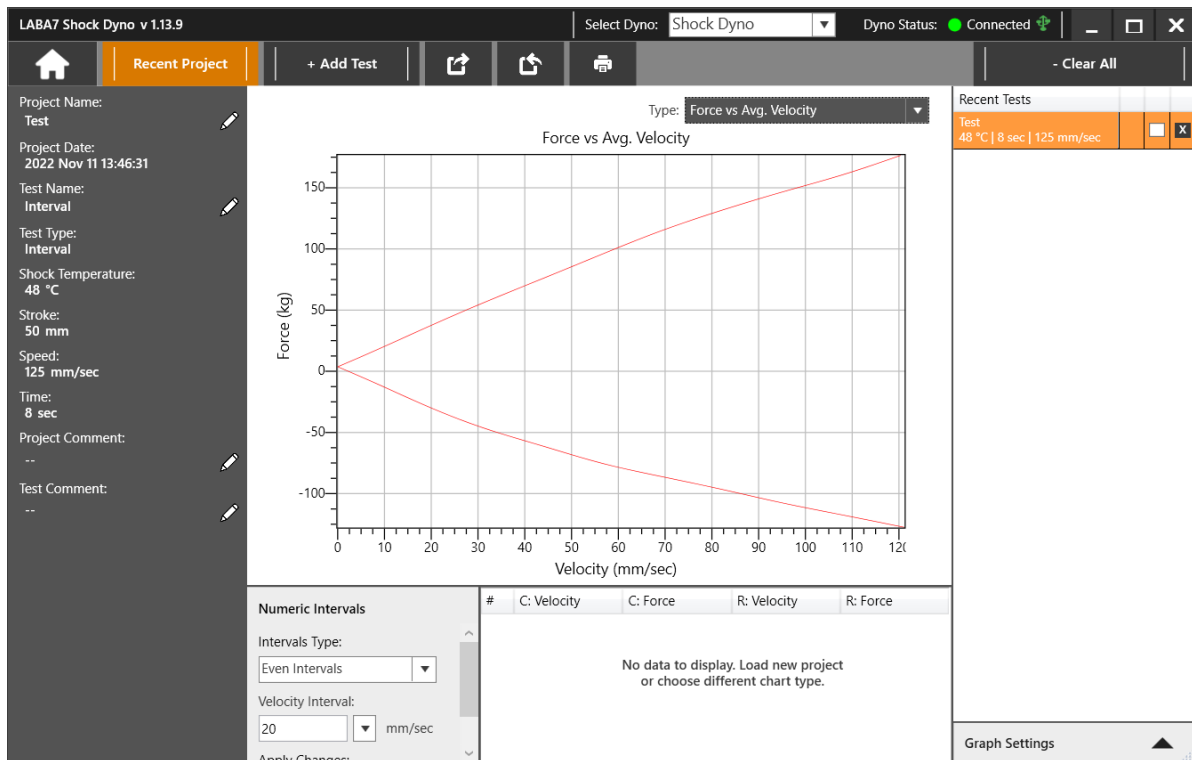 LABA7 Shock Dyno v 1.13.9
Select Dyno: Shock Dyno
Dyno Status: Connected
Recent Project
+ Add Test
- Clear All
Project Name:
Test
Project Date:
2022 Nov 11 13:46:31
Test Name:
Interval
Test Type:
Interval
Shock Temperature:
48 °C
Stroke:
50 mm
Speed:
125 mm/sec
Time:
8 sec
Project Comment:
--
Test Comment:
--
Type: Force vs Avg. Velocity
Force vs Avg. Velocity
Force (kg)
150
100
50
0
-50
-100
0 10 20 30 40 50 60 70 80 90 100 110 120
Velocity (mm/sec)
Numeric Intervals
Intervals Type:
Even Intervals
Velocity Interval:
20 mm/sec
Apply Changes:
# C: Velocity C: Force R: Velocity R: Force
No data to display. Load new project
or choose different chart type.
Recent Tests
Test
48 °C | 8 sec | 125 mm/sec
X
Graph Settings